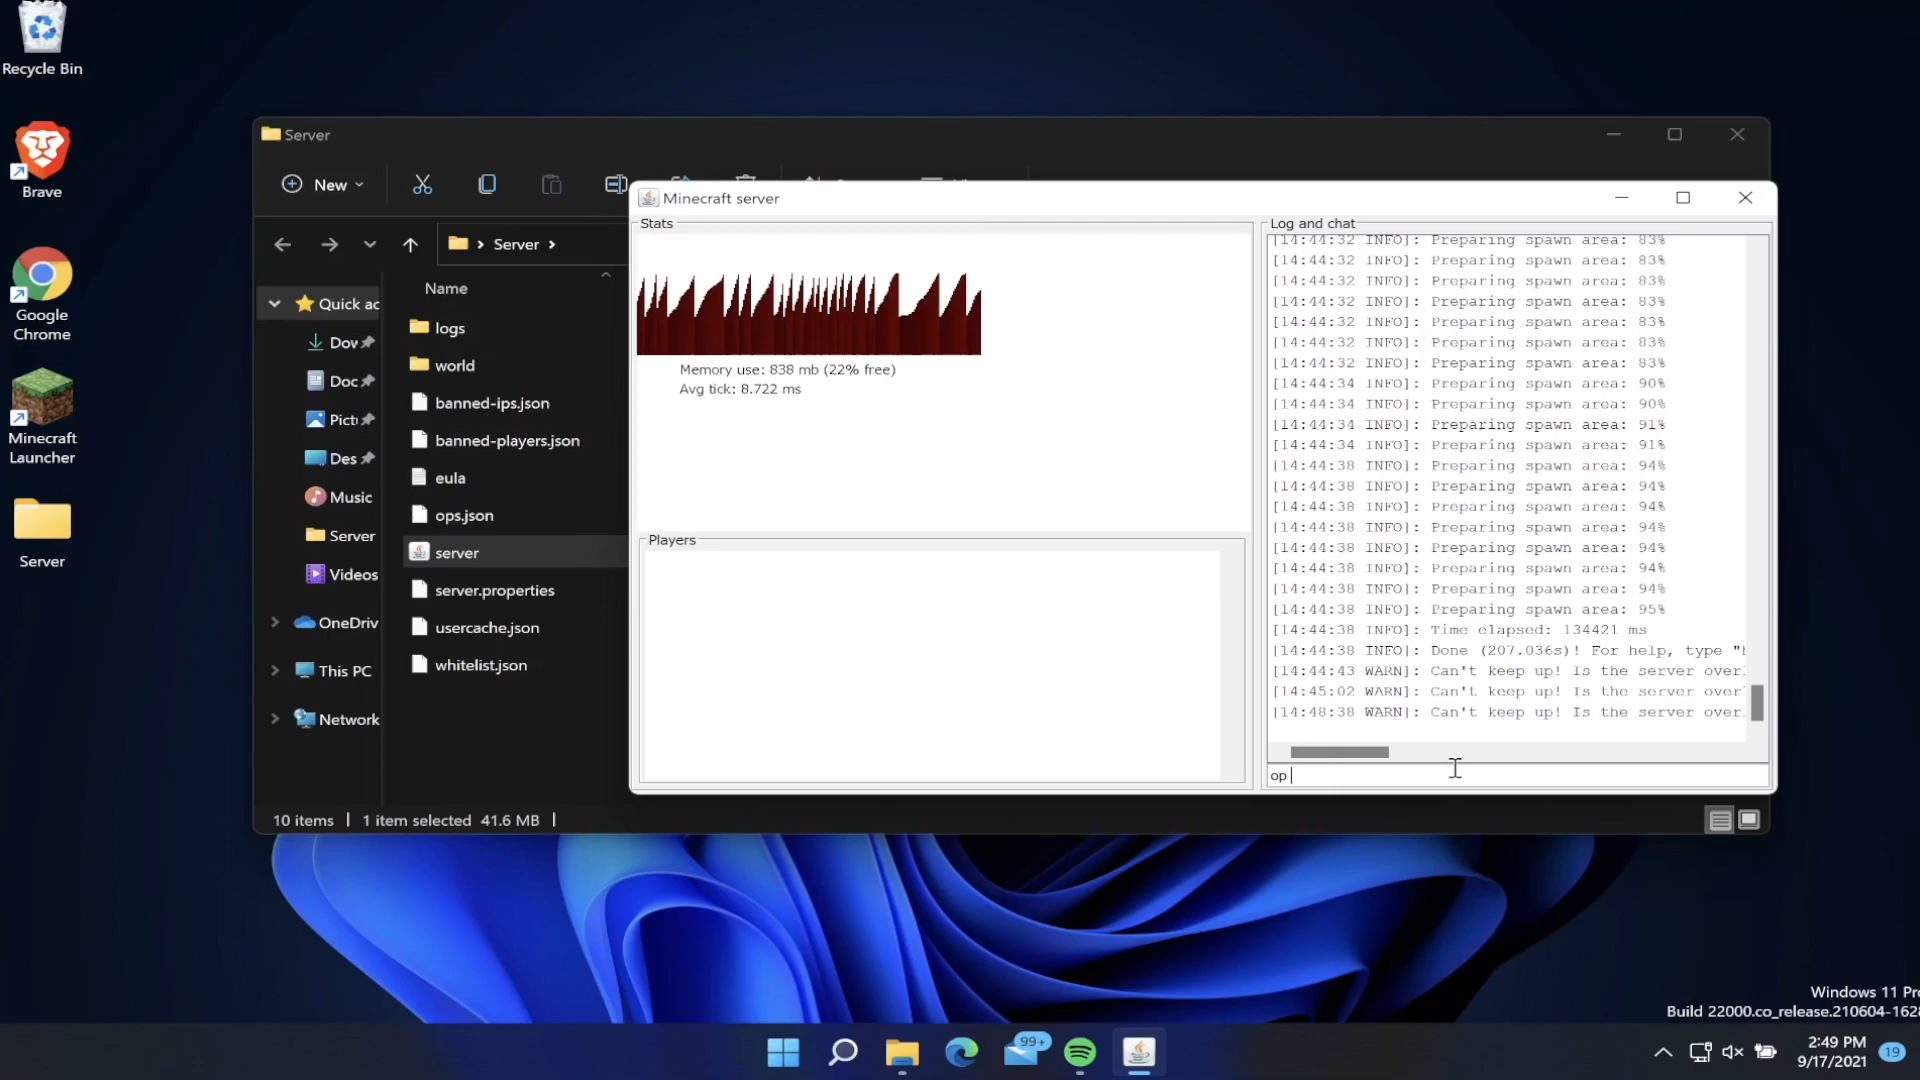 Recycle Bin
Brave
Google
Chrome
Minecraft
Launcher
Server
Server
New
Server
Name
Quick ac
Dov
Doc
Pict
Des
Music
Server
Videos
OneDriv
This PC
Network
logs
world
banned-ips.json
banned-players.json
eula
ops.json
server
server.properties
usercache.json
whitelist.json
10 items
1 item selected 41.6 MB
Minecraft server
Stats
Memory use: 838 mb (22% free)
Avg tick: 8.722 ms
Players
Log and chat
[14:44:32 INFO]: Preparing spawn area: 83%
[14:44:32 INFO]: Preparing spawn area: 83%
[14:44:32 INFO]: Preparing spawn area: 83%
[14:44:32 INFO]: Preparing spawn area: 83%
[14:44:32 INFO]: Preparing spawn area: 83%
[14:44:32 INFO]: Preparing spawn area: 83%
[14:44:32 INFO]: Preparing spawn area: 83%
[14:44:34 INFO]: Preparing spawn area: 90%
[14:44:34 INFO]: Preparing spawn area: 90%
[14:44:34 INFO]: Preparing spawn area: 91%
[14:44:34 INFO]: Preparing spawn area: 91%
[14:44:38 INFO]: Preparing spawn area: 94%
[14:44:38 INFO]: Preparing spawn area: 94%
[14:44:38 INFO]: Preparing spawn area: 94%
[14:44:38 INFO]: Preparing spawn area: 94%
[14:44:38 INFO]: Preparing spawn area: 94%
[14:44:38 INFO]: Preparing spawn area: 94%
[14:44:38 INFO]: Preparing spawn area: 94%
[14:44:38 INFO]: Preparing spawn area: 95%
[14:44:38 INFO]: Time elapsed: 134421 ms
[14:44:38 INFO]: Done (207.036s)! For help, type "h
[14:44:43 WARN]: Can't keep up! Is the server over
[14:45:02 WARN]: Can't keep up! Is the server over
[14:48:38 WARN]: Can't keep up! Is the server over
op
Windows 11 Pro
Build 22000.co_release.210604-1628
99+
2:49 PM
9/17/2021
19